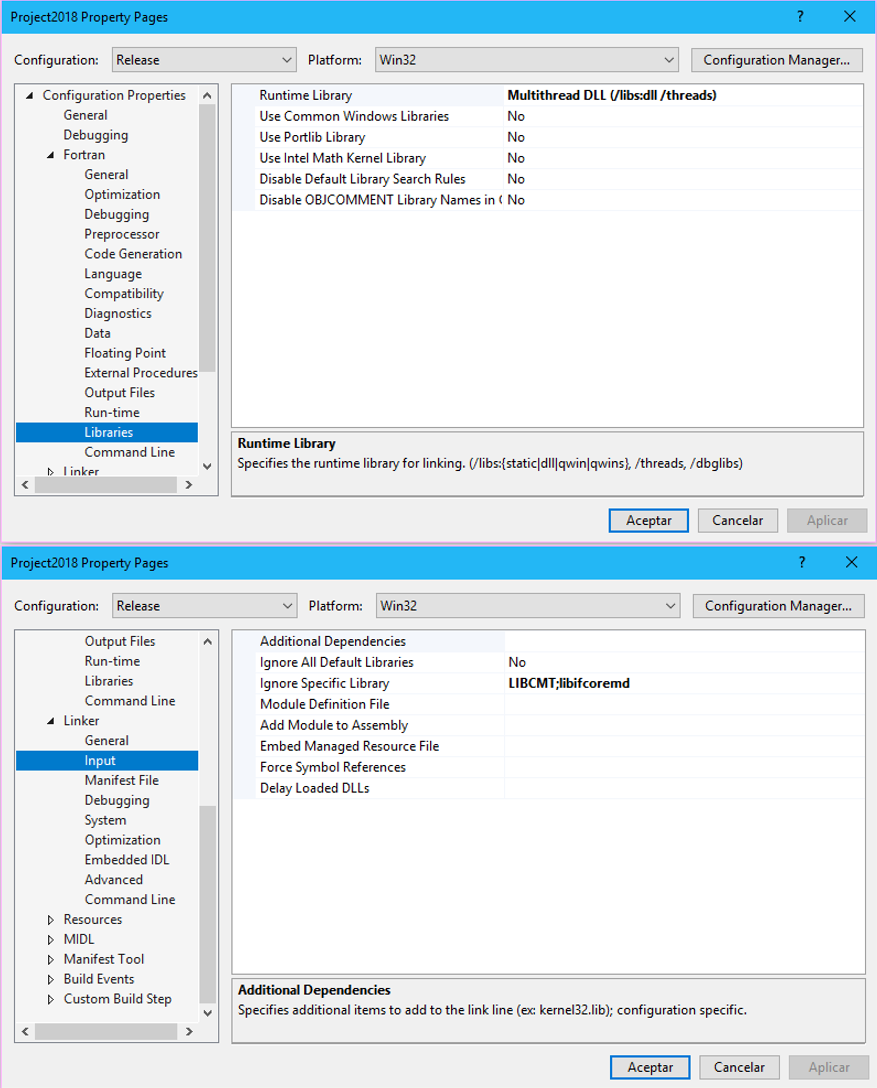 Project2018 Property Pages ?
Configuration: Release Platform: Win32 Configuration Manager...
Configuration Properties
General
Debugging
Fortran
General
Optimization
Debugging
Preprocessor
Code Generation
Language
Compatibility
Diagnostics
Data
Floating Point
External Procedures
Output Files
Run-time
Libraries
Command Line
Linker
Runtime Library Multithread DLL (/libs:dll /threads)
Use Common Windows Libraries No
Use Portlib Library No
Use Intel Math Kernel Library No
Disable Default Library Search Rules No
Disable OBJCOMMENT Library Names in No
Runtime Library
Specifies the runtime library for linking. (/libs:{static|dll|qwin|qwins}, /threads, /dbglibs)
Aceptar Cancelar Aplicar
Project2018 Property Pages ?
Configuration: Release Platform: Win32 Configuration Manager...
Output Files
Run-time
Libraries
Command Line
Linker
General
Input
Manifest File
Debugging
System
Optimization
Embedded IDL
Advanced
Command Line
Resources
MIDL
Manifest Tool
Build Events
Custom Build Step
Additional Dependencies
Ignore All Default Libraries No
Ignore Specific Library LIBCMT;libifcoremd
Module Definition File
Add Module to Assembly
Embed Managed Resource File
Force Symbol References
Delay Loaded DLLs
Additional Dependencies
Specifies additional items to add to the link line (ex: kernel32.lib); configuration specific.
Aceptar Cancelar Aplicar